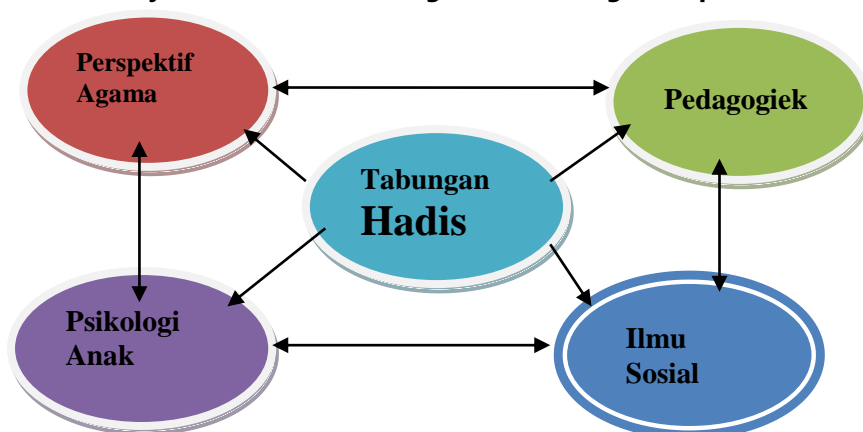 Perspektif
Agama
Pedagogiek
Tabungan
Hadis
Psikologi
Anak
Ilmu
Sosial